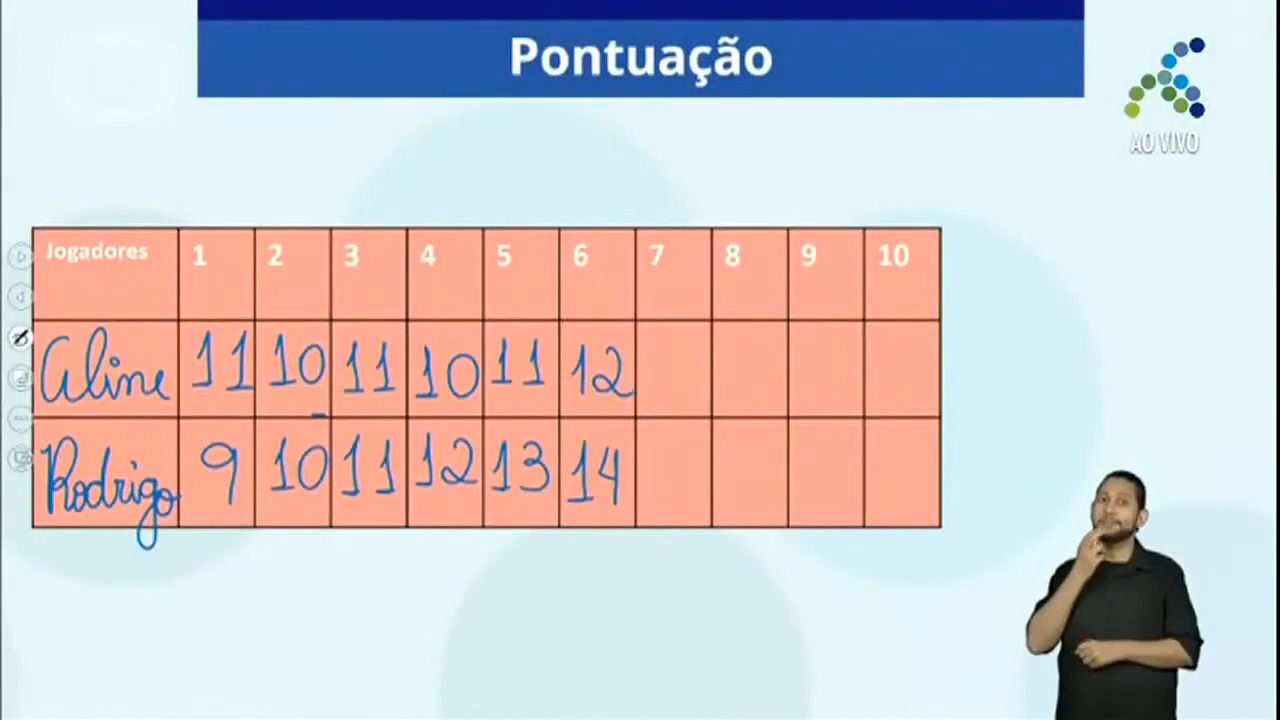 Pontuação
AO VIVO
Jogadores 1 2 3 4 5 6 7 8 9 10
Aline 11 10 11 10 11 12
Rodrigo 9 10 11 12 13 14